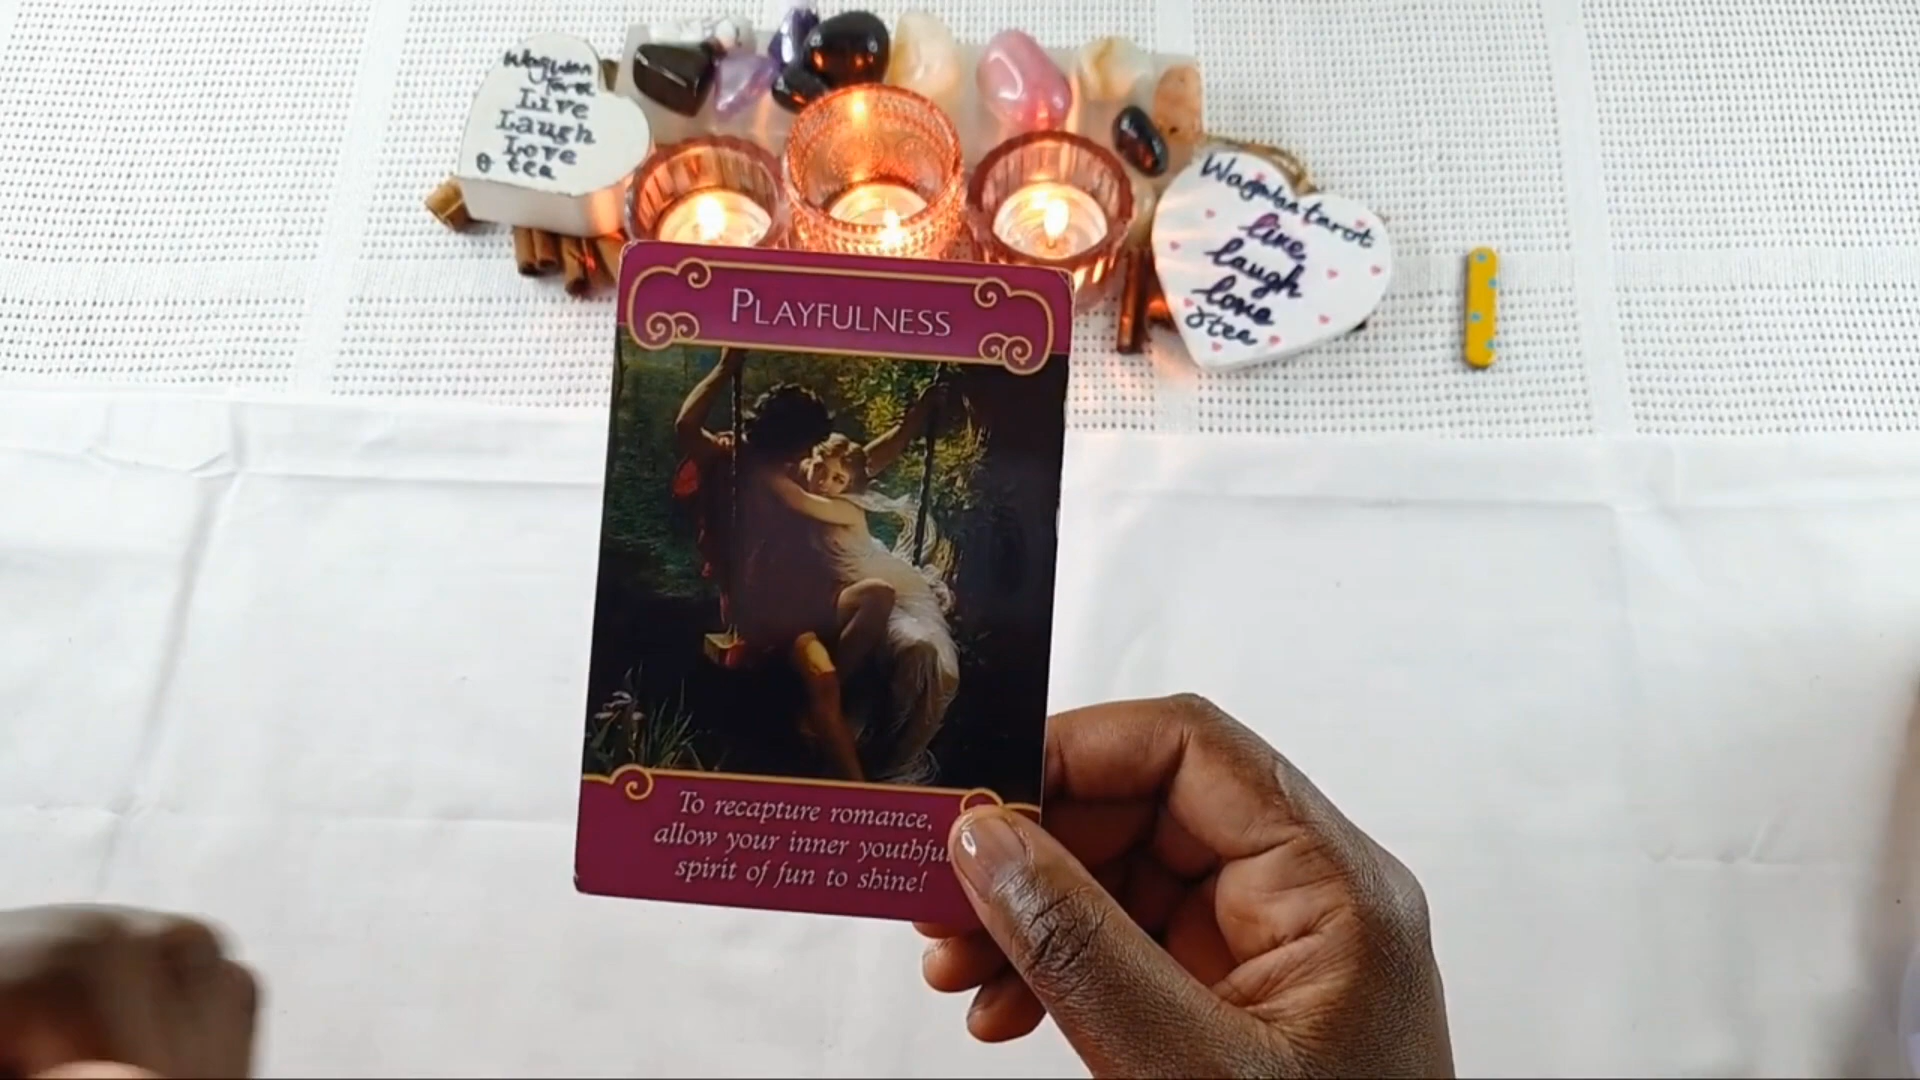 Live
Laugh
Love
& tea
tarot
live
laugh
love
& tea
PLAYFULNESS
To recapture romance,
allow your inner youthful
spirit of fun to shine!